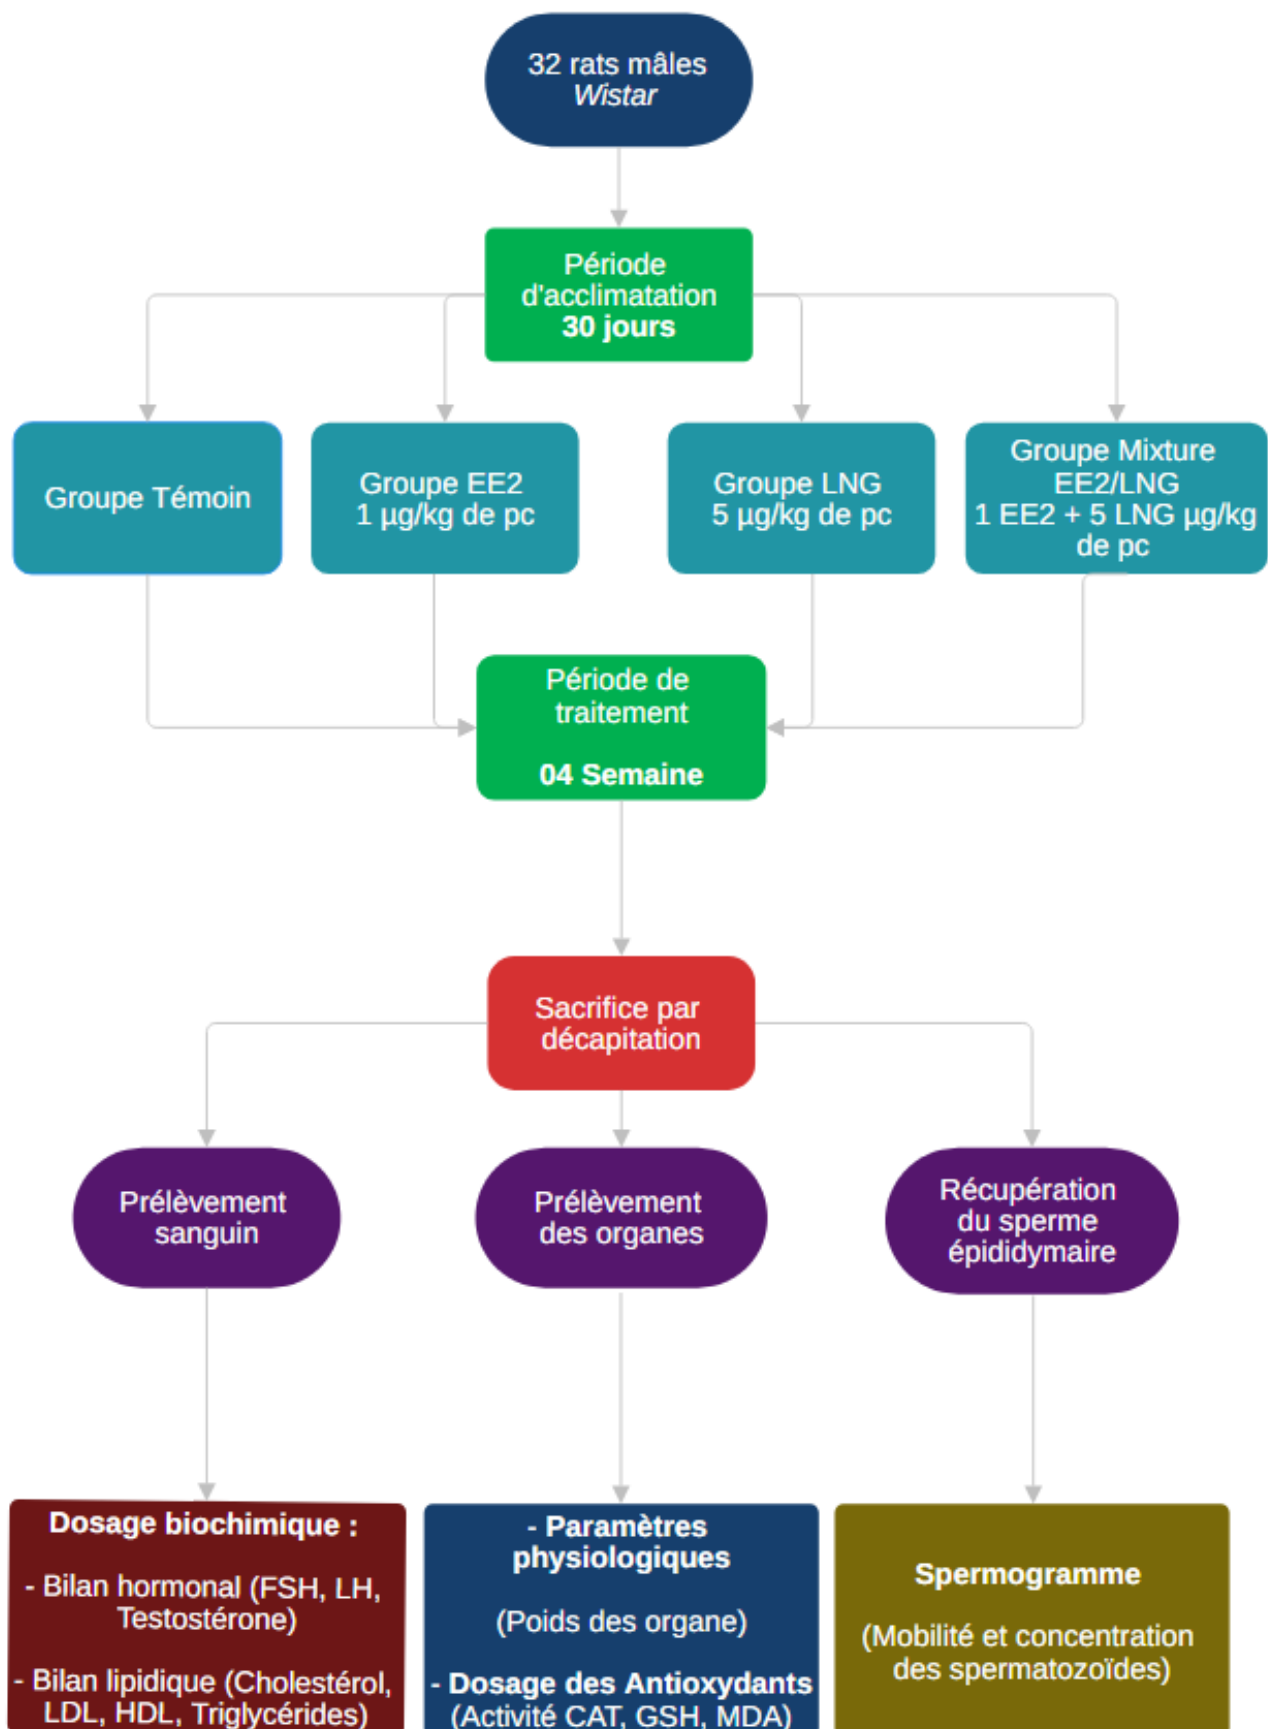 32 rats mâles
Wistar
Période
d'acclimatation
30 jours
Groupe Témoin
Groupe EE2
1 µg/kg de pc
Groupe LNG
5 µg/kg de pc
Groupe Mixture
EE2/LNG
1 EE2 + 5 LNG µg/kg
de pc
Période de
traitement
04 Semaine
Sacrifice par
décapitation
Prélèvement
sanguin
Prélèvement
des organes
Récupération
du sperme
épididymaire
Dosage biochimique :
- Bilan hormonal (FSH, LH,
Testostérone)
- Bilan lipidique (Cholestérol,
LDL, HDL, Triglycérides)
- Paramètres
physiologiques
(Poids des organe)
- Dosage des Antioxydants
(Activité CAT, GSH, MDA)
Spermogramme
(Mobilité et concentration
des spermatozoïdes)